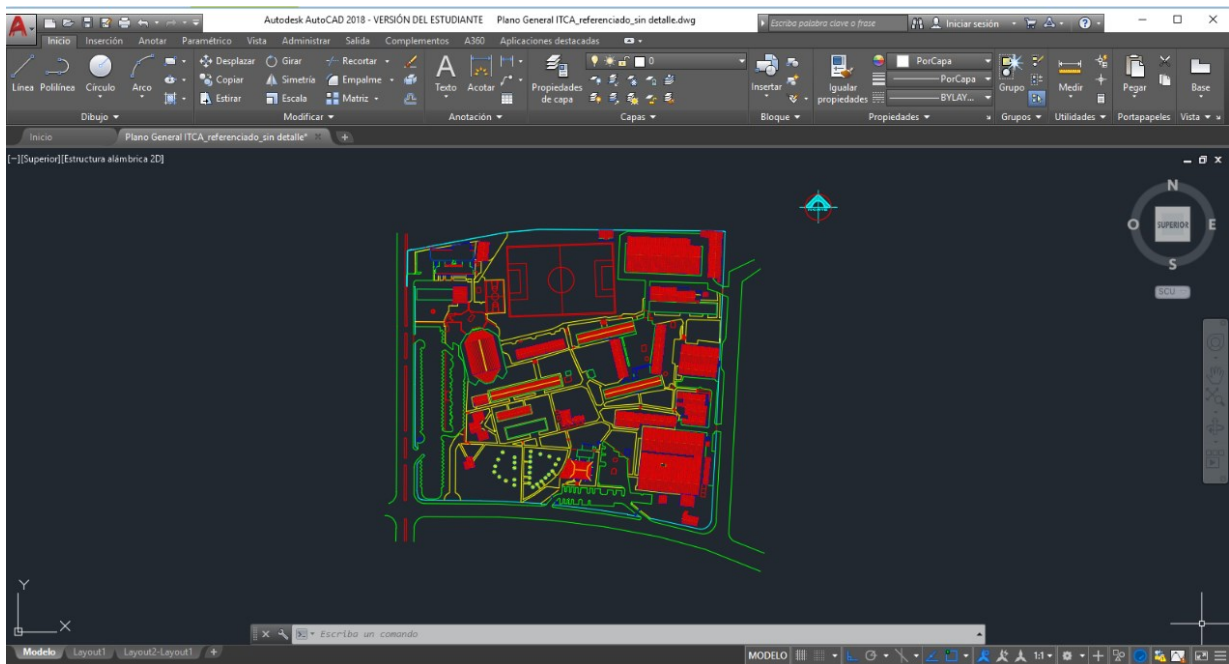 Autodesk AutoCAD 2018 - VERSIÓN DEL ESTUDIANTE Plano General ITCA_referenciado_sin detalle.dwg
Escriba palabra clave o frase
Iniciar sesión
Inicio Inserción Anotar Paramétrico Vista Administrar Salida Complementos A360 Aplicaciones destacadas
Línea Polilínea Círculo Arco
Desplazar Girar Recortar
Copiar Simetría Empalme
Estirar Escala Matriz
Texto Acotar
Propiedades de capa
0
Insertar
Igualar propiedades
PorCapa
PorCapa
BYLAY...
Grupo
Medir
Pegar
Base
Dibujo Modificar Anotación Capas Bloque Propiedades Grupos Utilidades Portapapeles Vista
Inicio Plano General ITCA_referenciado_sin detalle*
[−][Superior][Estructura alámbrica 2D]
N
O SUPERIOR E
S
SCU
Y
X
Escriba un comando
Modelo Layout1 Layout2-Layout1 +
MODELO 1:1